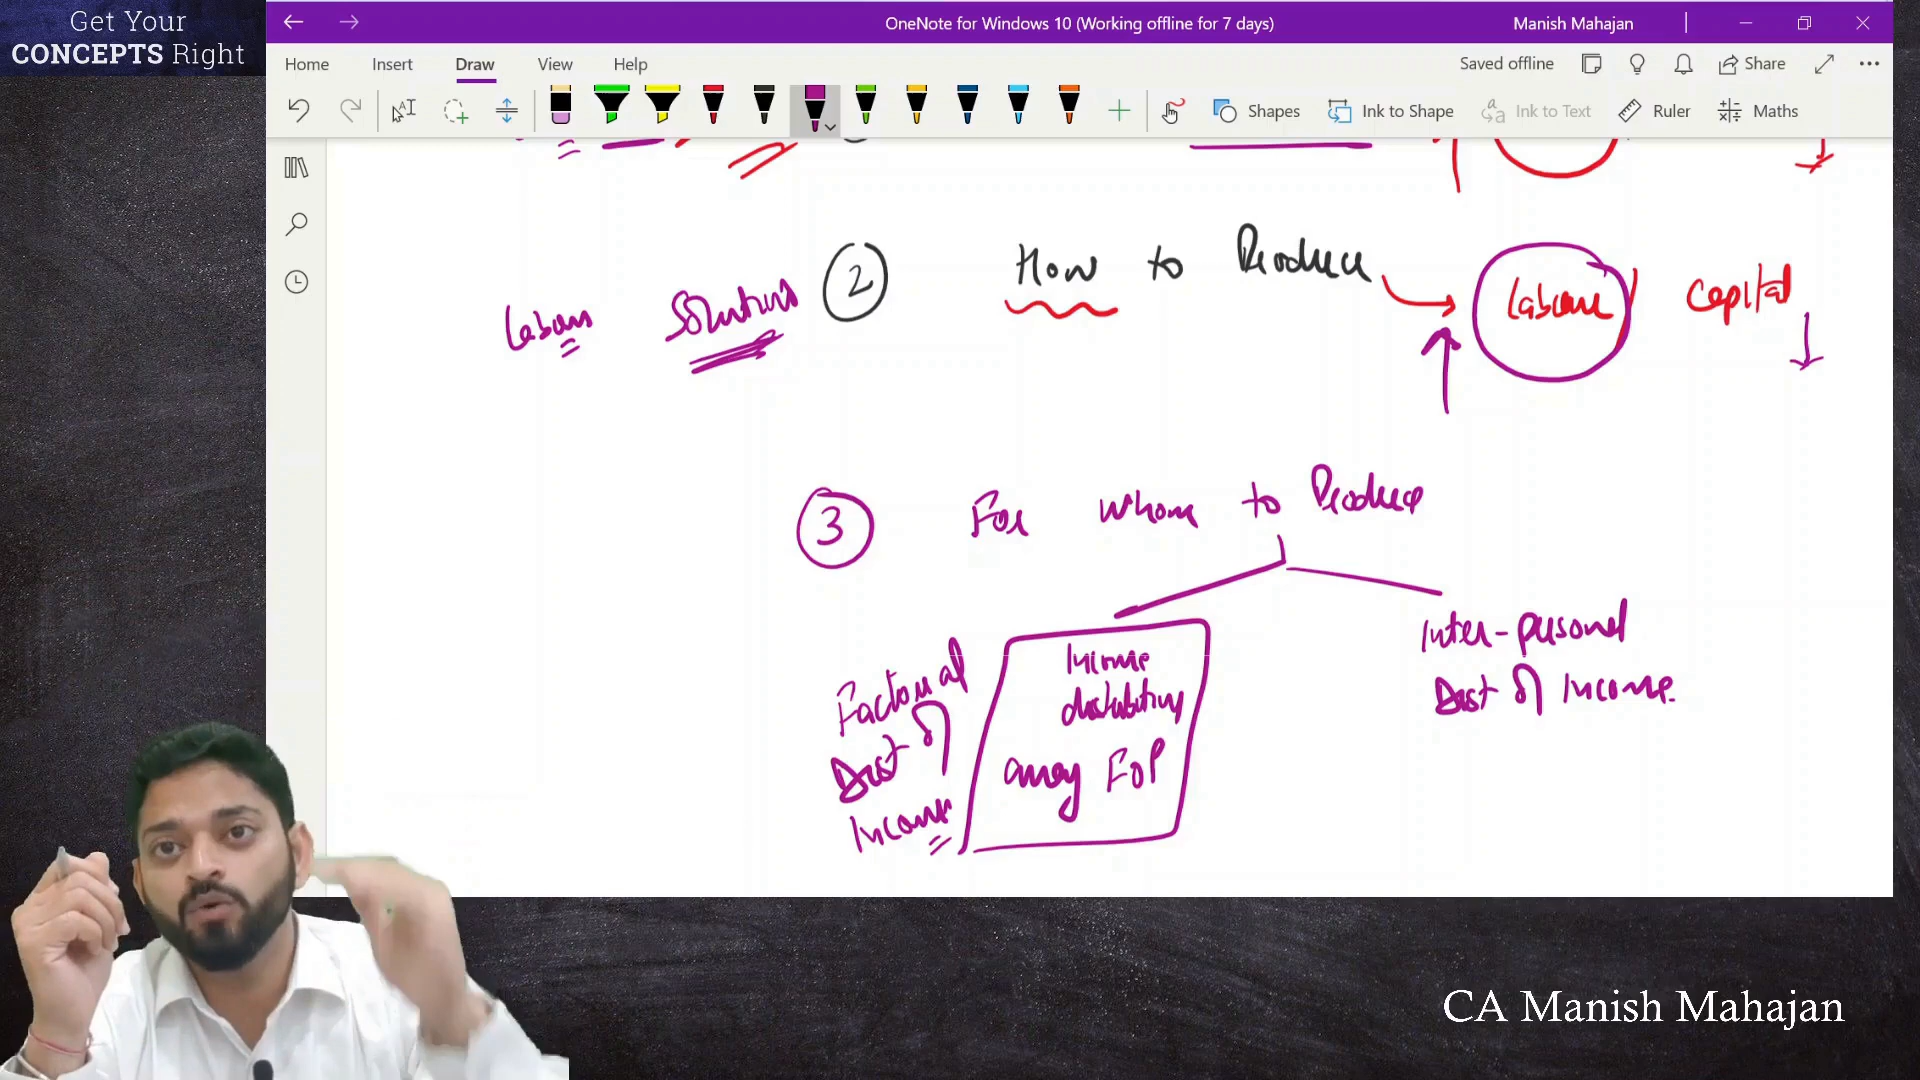 Get Your
CONCEPTS Right
OneNote for Windows 10 (Working offline for 7 days)
Manish Mahajan
Home Insert Draw View Help
Saved offline
Share
Shapes
Ink to Shape
Ink to Text
Ruler
Maths
Labour Solutions 2 How to Produce Labour Capital
3 For Whom to Produce
Factorial
Dist of
Income
Income
distribution
among FOP
Inter-personal
Dist of Income.
CA Manish Mahajan